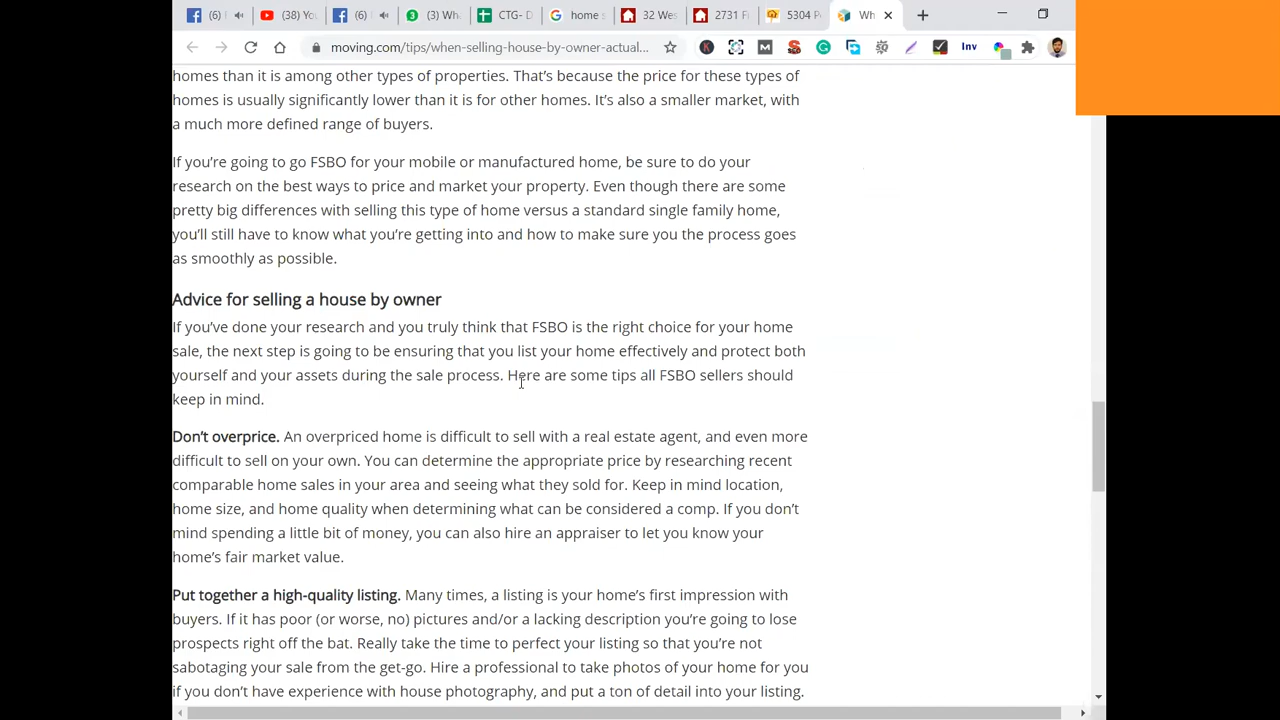 (6)
(38) Yo
(6)
(3) Wh
CTG- D
home s
32 Wes
2731 F
5304 P
Wh
moving.com/tips/when-selling-house-by-owner-actual...
Inv
homes than it is among other types of properties. That's because the price for these types of
homes is usually significantly lower than it is for other homes. It's also a smaller market, with
a much more defined range of buyers.
If you're going to go FSBO for your mobile or manufactured home, be sure to do your
research on the best ways to price and market your property. Even though there are some
pretty big differences with selling this type of home versus a standard single family home,
you'll still have to know what you're getting into and how to make sure you the process goes
as smoothly as possible.
Advice for selling a house by owner
If you've done your research and you truly think that FSBO is the right choice for your home
sale, the next step is going to be ensuring that you list your home effectively and protect both
yourself and your assets during the sale process. Here are some tips all FSBO sellers should
keep in mind.
Don't overprice. An overpriced home is difficult to sell with a real estate agent, and even more
difficult to sell on your own. You can determine the appropriate price by researching recent
comparable home sales in your area and seeing what they sold for. Keep in mind location,
home size, and home quality when determining what can be considered a comp. If you don't
mind spending a little bit of money, you can also hire an appraiser to let you know your
home's fair market value.
Put together a high-quality listing. Many times, a listing is your home's first impression with
buyers. If it has poor (or worse, no) pictures and/or a lacking description you're going to lose
prospects right off the bat. Really take the time to perfect your listing so that you're not
sabotaging your sale from the get-go. Hire a professional to take photos of your home for you
if you don't have experience with house photography, and put a ton of detail into your listing.